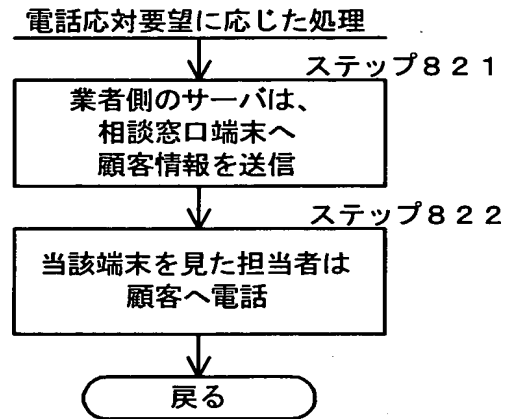 電話応対要望に応じた処理
ステップ８２１
業者側のサーバは、
相談窓口端末へ
顧客情報を送信
ステップ８２２
当該端末を見た担当者は
顧客へ電話
戻る